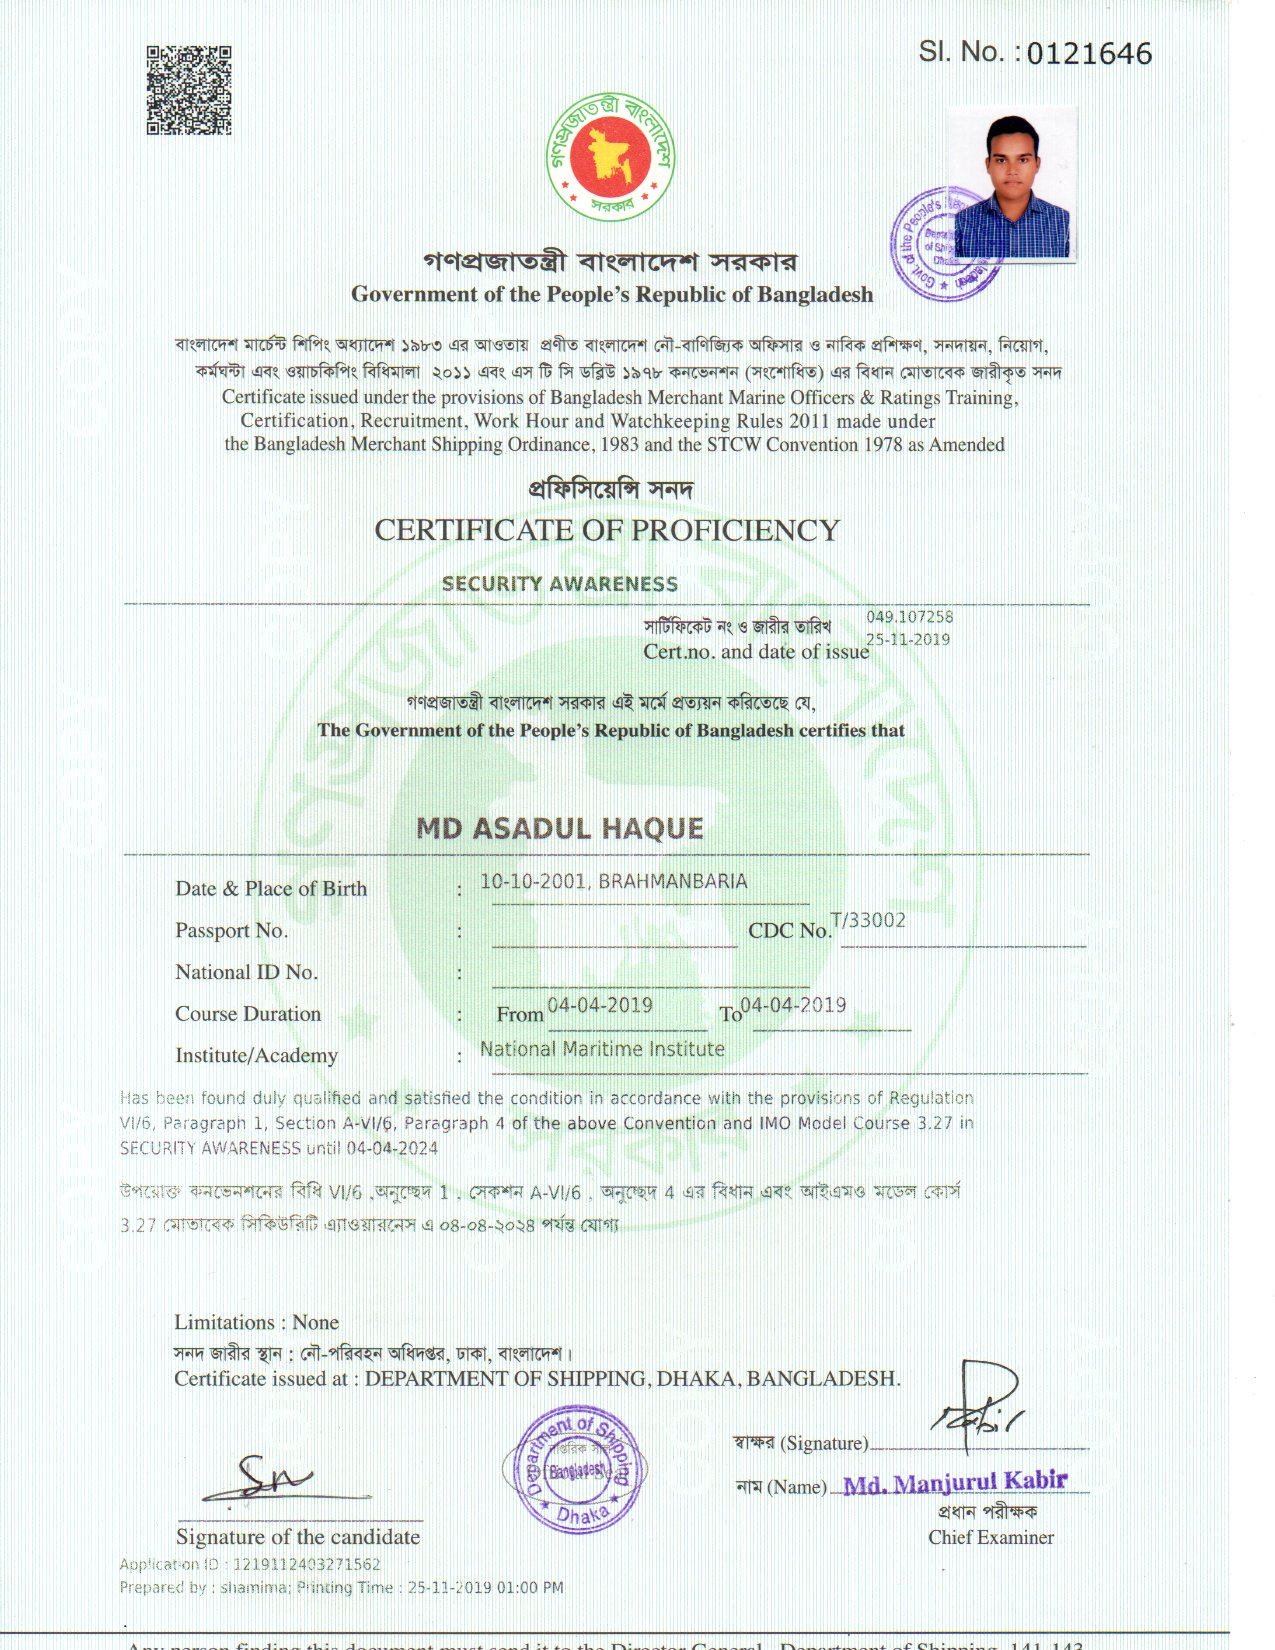 Sl. No. : 0121646
গণপ্রজাতন্ত্রী বাংলাদেশ
সরকার
Govt. of the People's
Department of Shipping
Dhaka
গণপ্রজাতন্ত্রী বাংলাদেশ সরকার
Government of the People's Republic of Bangladesh
বাংলাদেশ মার্চেন্ট শিপিং অধ্যাদেশ ১৯৮৩ এর আওতায় প্রণীত বাংলাদেশ নৌ-বাণিজ্যিক অফিসার ও নাবিক প্রশিক্ষণ, সনদায়ন, নিয়োগ,
কর্মঘন্টা এবং ওয়াচকিপিং বিধিমালা ২০১১ এবং এস টি সি ডব্লিউ ১৯৭৮ কনভেনশন (সংশোধিত) এর বিধান মোতাবেক জারীকৃত সনদ
Certificate issued under the provisions of Bangladesh Merchant Marine Officers & Ratings Training,
Certification, Recruitment, Work Hour and Watchkeeping Rules 2011 made under
the Bangladesh Merchant Shipping Ordinance, 1983 and the STCW Convention 1978 as Amended
প্রফিসিয়েন্সি সনদ
CERTIFICATE OF PROFICIENCY
SECURITY AWARENESS
সার্টিফিকেট নং ও জারীর তারিখ 049.107258
Cert.no. and date of issue 25-11-2019
গণপ্রজাতন্ত্রী বাংলাদেশ সরকার এই মর্মে প্রত্যয়ন করিতেছে যে,
The Government of the People's Republic of Bangladesh certifies that
MD ASADUL HAQUE
Date & Place of Birth : 10-10-2001, BRAHMANBARIA
Passport No. : CDC No. T/33002
National ID No. :
Course Duration : From 04-04-2019 To 04-04-2019
Institute/Academy : National Maritime Institute
Has been found duly qualified and satisfied the condition in accordance with the provisions of Regulation
VI/6, Paragraph 1, Section A-VI/6, Paragraph 4 of the above Convention and IMO Model Course 3.27 in
SECURITY AWARENESS until 04-04-2024
উপরোক্ত কনভেনশনের বিধি VI/6 ,অনুচ্ছেদ 1 , সেকশন A-VI/6 , অনুচ্ছেদ 4 এর বিধান এবং আইএমও মডেল কোর্স
3.27 মোতাবেক সিকিউরিটি এ্যাওয়ারনেস এ ০৪-০৪-২০২৪ পর্যন্ত যোগ্য
Limitations : None
সনদ জারীর স্থান : নৌ-পরিবহন অধিদপ্তর, ঢাকা, বাংলাদেশ।
Certificate issued at : DEPARTMENT OF SHIPPING, DHAKA, BANGLADESH.
Department of Shipping
Bangladesh
Dhaka
স্বাক্ষর (Signature) Kabir
নাম (Name) Md. Manjurul Kabir
প্রধান পরীক্ষক
Chief Examiner
Signature of the candidate
Application ID : 1219112403271562
Prepared by : shamima; Printing Time : 25-11-2019 01:00 PM
Any person finding this document must send it to the Director General, Department of Shipping, 141-143